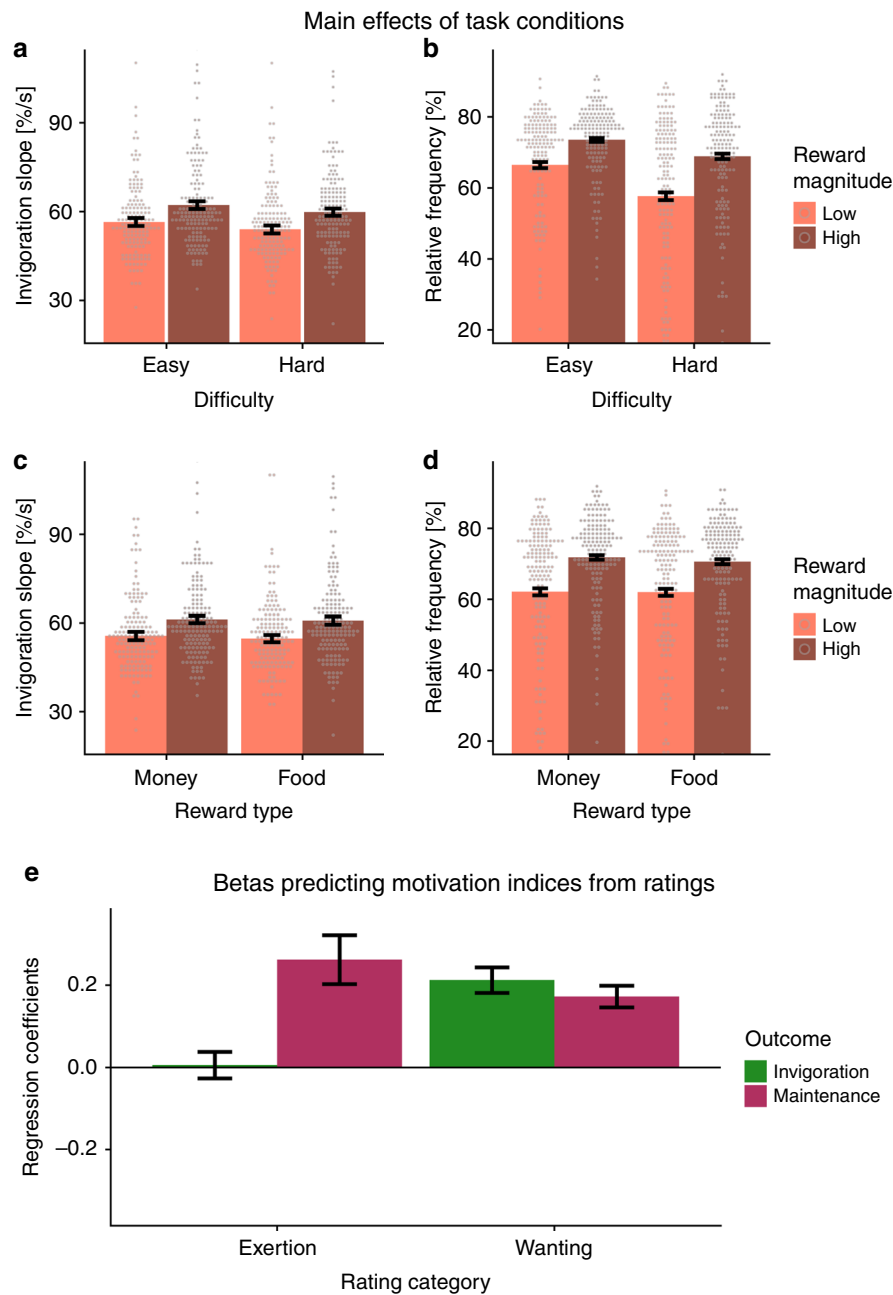 Main effects of task conditions
a
b
Invigoration slope [%/s]
90
60
30
Easy
Hard
Difficulty
Relative frequency [%]
80
60
40
20
Easy
Hard
Difficulty
Reward
magnitude
Low
High
c
d
Invigoration slope [%/s]
90
60
30
Money
Food
Reward type
Relative frequency [%]
80
60
40
20
Money
Food
Reward type
Reward
magnitude
Low
High
e
Betas predicting motivation indices from ratings
Regression coefficients
0.2
0.0
–0.2
Exertion
Wanting
Rating category
Outcome
Invigoration
Maintenance